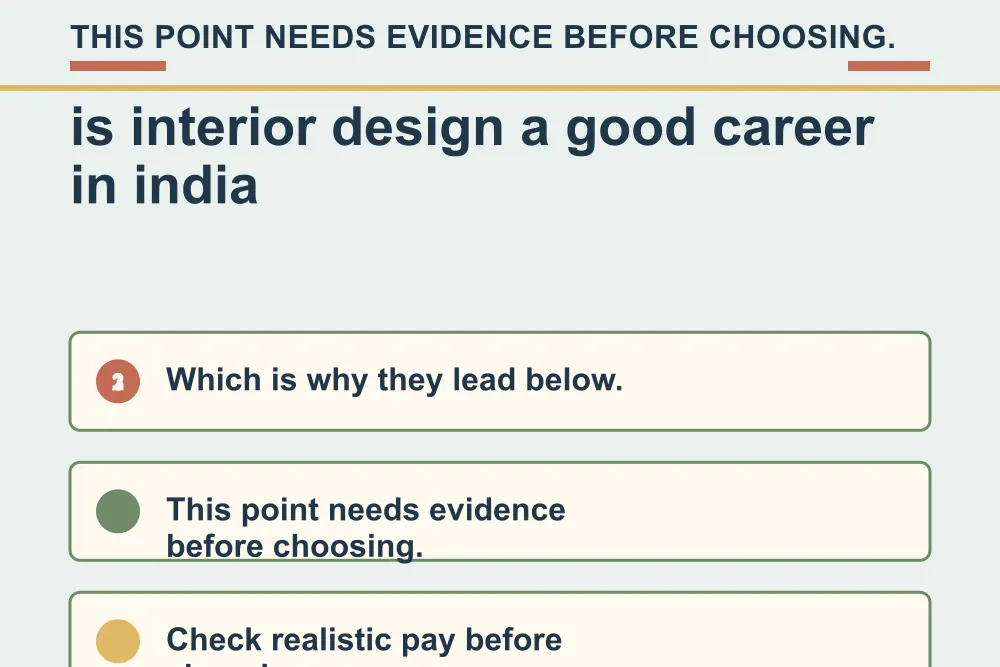 THIS POINT NEEDS EVIDENCE BEFORE CHOOSING.
is interior design a good career
in india
Which is why they lead below.
This point needs evidence
before choosing.
Check realistic pay before